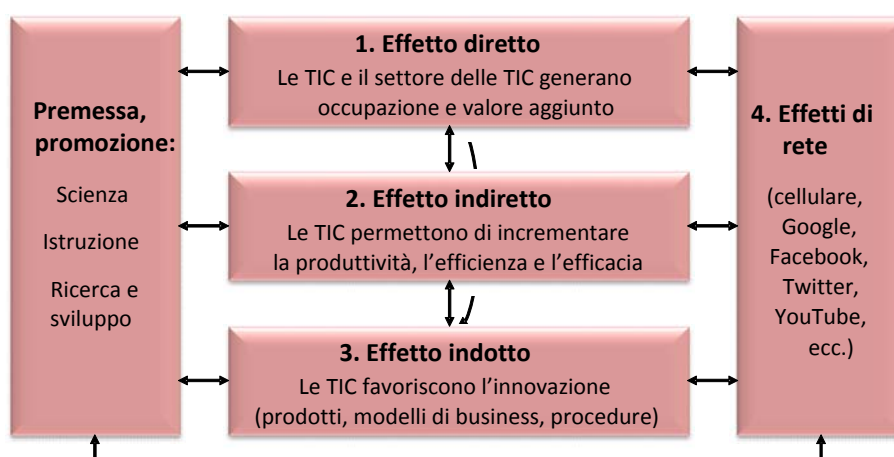 Premessa,
promozione:
Scienza
Istruzione
Ricerca e
sviluppo
1. Effetto diretto
Le TIC e il settore delle TIC generano
occupazione e valore aggiunto
2. Effetto indiretto
Le TIC permettono di incrementare
la produttività, l’efficienza e l’efficacia
3. Effetto indotto
Le TIC favoriscono l’innovazione
(prodotti, modelli di business, procedure)
4. Effetti di
rete
(cellulare,
Google,
Facebook,
Twitter,
YouTube,
ecc.)